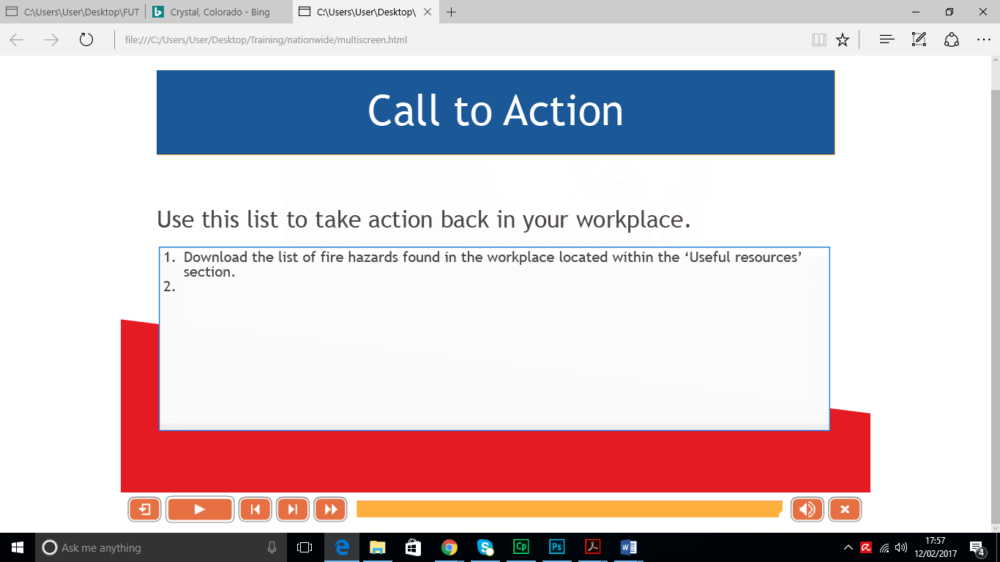 C:\Users\User\Desktop\FUT
Crystal, Colorado - Bing
C:\Users\User\Desktop\
file:///C:/Users/User/Desktop/Training/nationwide/multiscreen.html
Call to Action
Use this list to take action back in your workplace.
1. Download the list of fire hazards found in the workplace located within the ‘Useful resources’
section.
2.
Ask me anything
Cp
Ps
W
17:57
12/02/2017
4